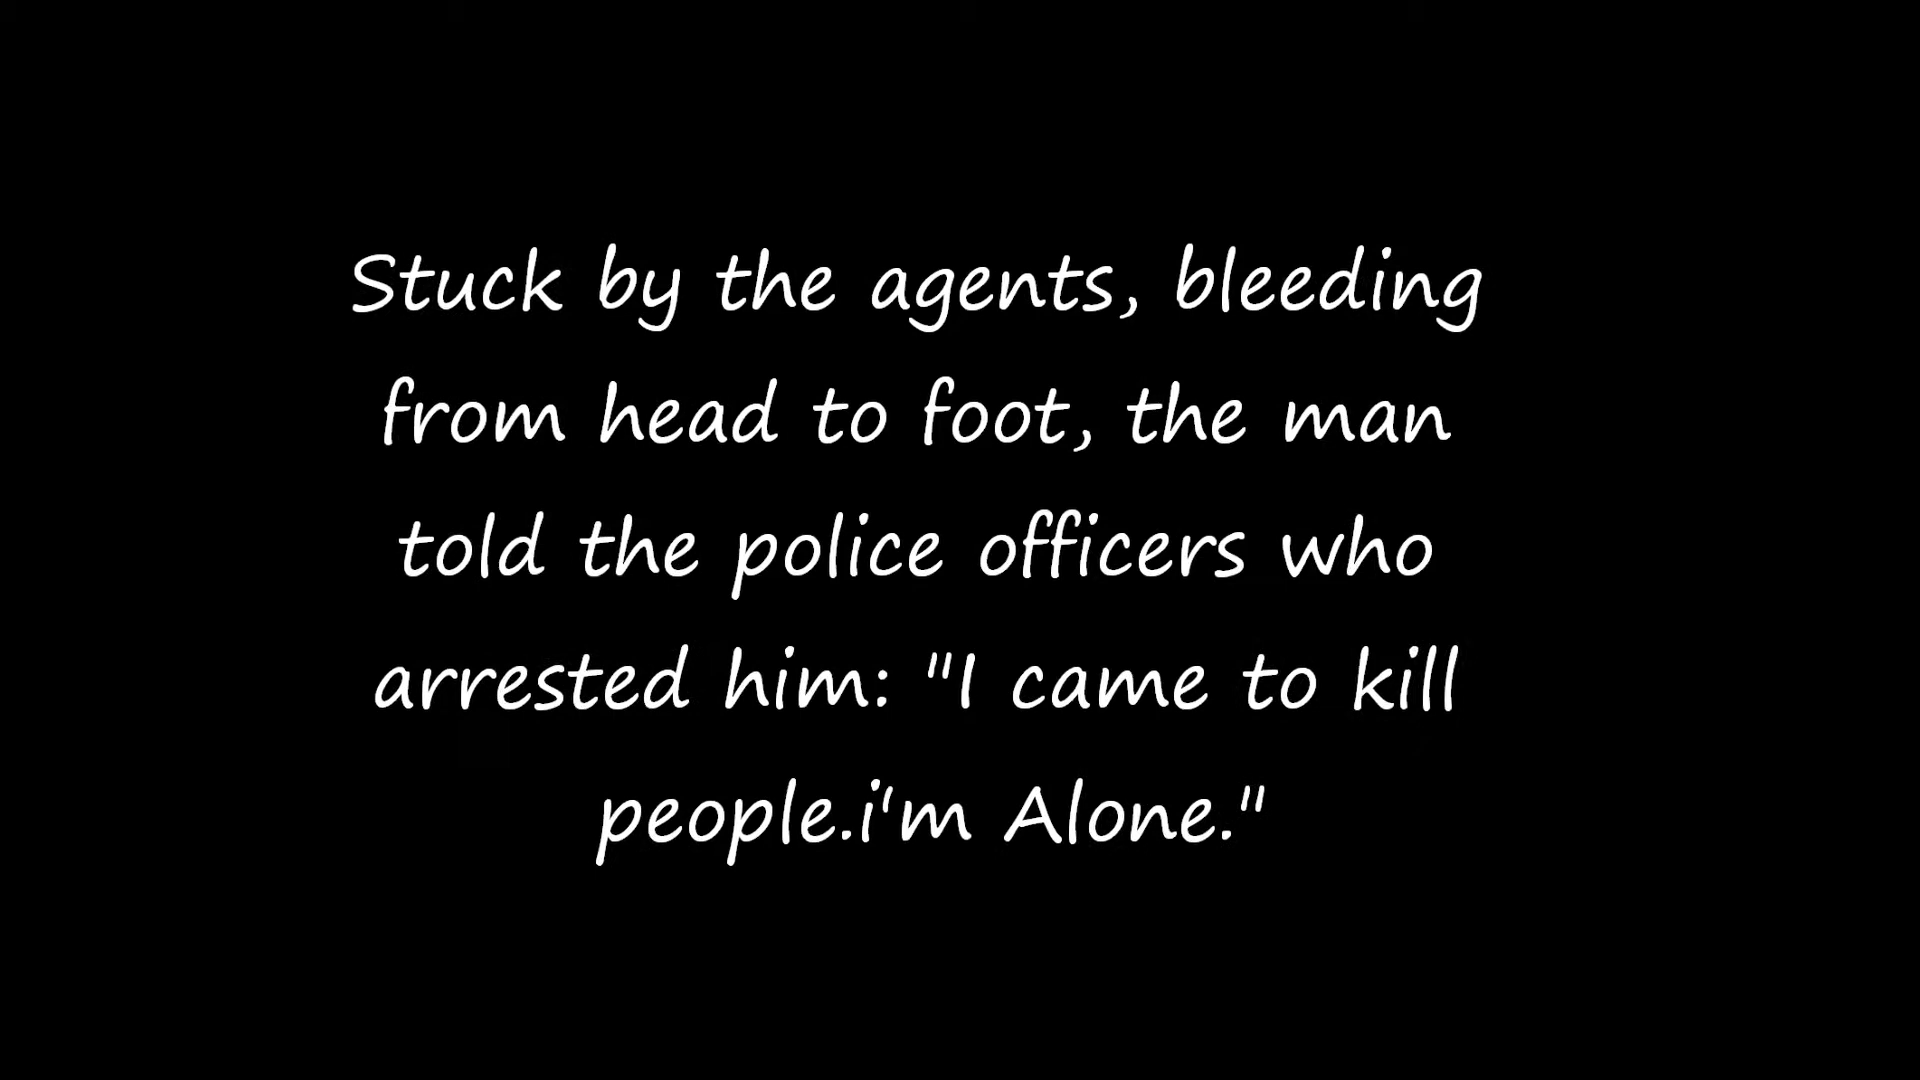 Stuck by the agents, bleeding
from head to foot, the man
told the police officers who
arrested him: "I came to kill
people.i'm Alone."